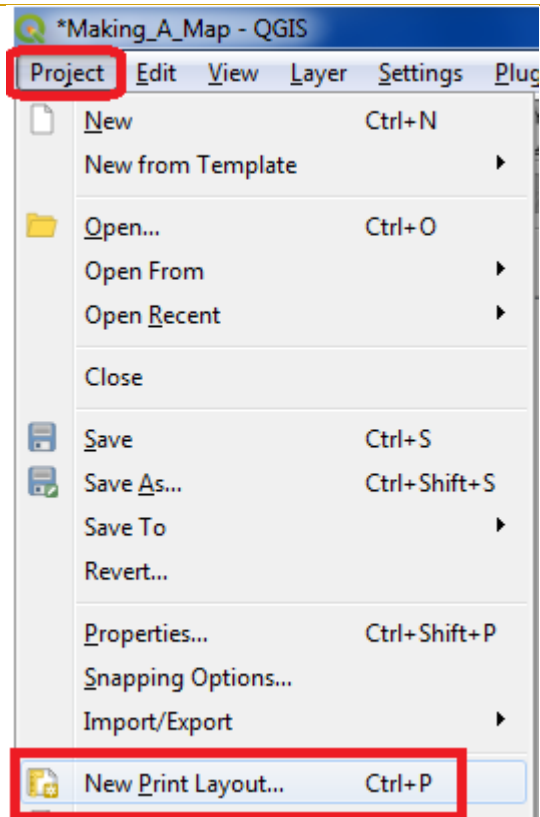 *Making_A_Map - QGIS
Project Edit View Layer Settings Plug
New Ctrl+N
New from Template
Open... Ctrl+O
Open From
Open Recent
Close
Save Ctrl+S
Save As... Ctrl+Shift+S
Save To
Revert...
Properties... Ctrl+Shift+P
Snapping Options...
Import/Export
New Print Layout... Ctrl+P